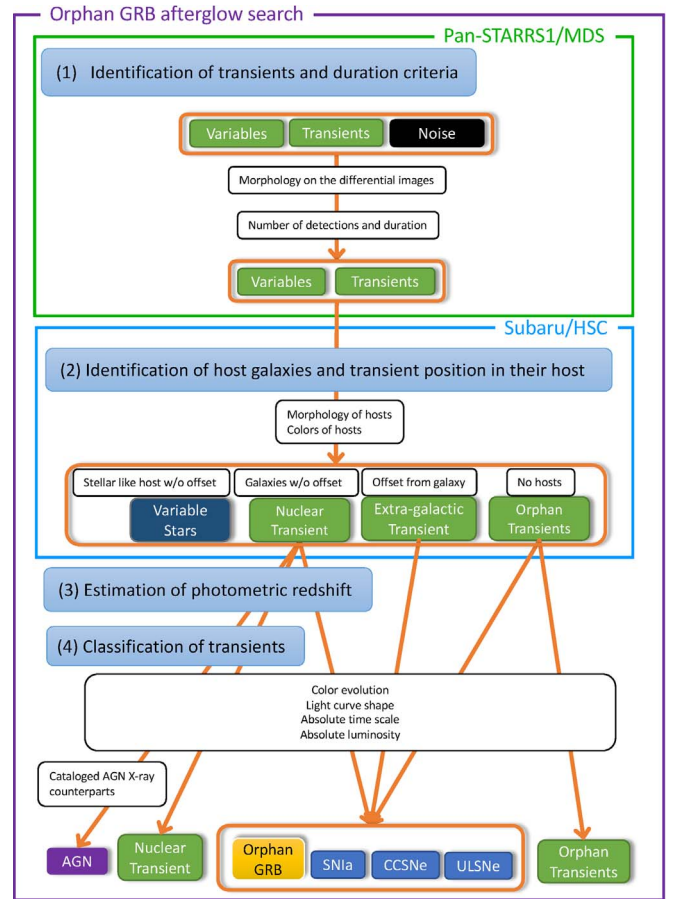 Orphan GRB afterglow search
Pan-STARRS1/MDS
(1) Identification of transients and duration criteria
Variables
Transients
Noise
Morphology on the differential images
Number of detections and duration
Variables
Transients
Subaru/HSC
(2) Identification of host galaxies and transient position in their host
Morphology of hosts
Colors of hosts
Stellar like host w/o offset
Galaxies w/o offset
Offset from galaxy
No hosts
Variable
Stars
Nuclear
Transient
Extra-galactic
Transient
Orphan
Transients
(3) Estimation of photometric redshift
(4) Classification of transients
Color evolution
Light curve shape
Absolute time scale
Absolute luminosity
Cataloged AGN X-ray
counterparts
AGN
Nuclear
Transient
Orphan
GRB
SNIa
CCSNe
ULSNe
Orphan
Transients